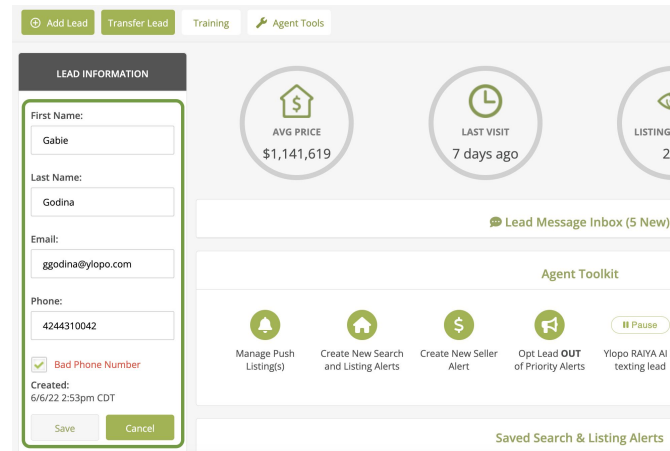 Add Lead Transfer Lead Training Agent Tools
LEAD INFORMATION
First Name:
Gabie
Last Name:
Godina
Email:
ggodina@ylopo.com
Phone:
4244310042
Bad Phone Number
Created:
6/6/22 2:53pm CDT
Save Cancel
$
AVG PRICE
$1,141,619
LAST VISIT
7 days ago
LISTING
2
Lead Message Inbox (5 New)
Agent Toolkit
Manage Push
Listing(s)
Create New Search
and Listing Alerts
$
Create New Seller
Alert
Opt Lead OUT
of Priority Alerts
Pause
Ylopo RAIYA AI
texting lead
Saved Search & Listing Alerts